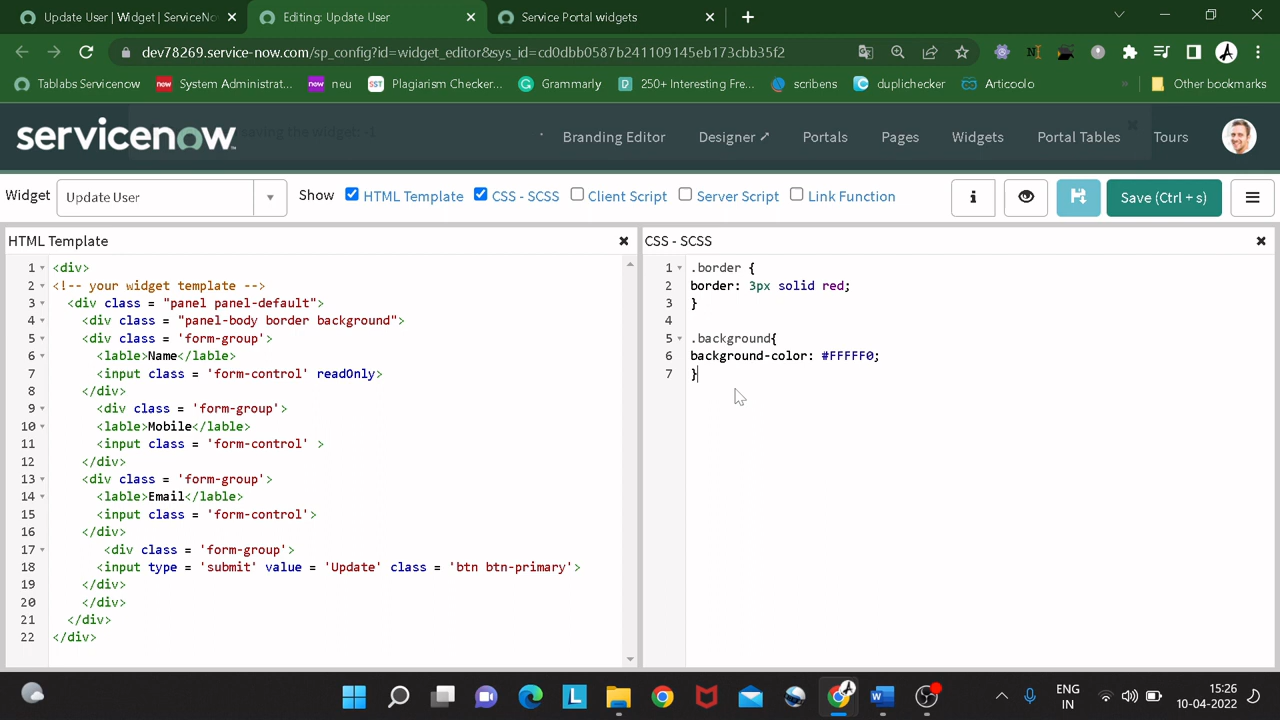 Update User | Widget | ServiceNo
Editing: Update User
Service Portal widgets
dev78269.service-now.com/sp_config?id=widget_editor&sys_id=cd0dbb0587b241109145eb173cbb35f2
Tablabs Servicenow
System Administrat...
now
neu
SST
Plagiarism Checker...
Grammarly
250+ Interesting Fre...
scribens
duplichecker
Articoolo
»
Other bookmarks
servicenow
saving the widget: -1
Branding Editor
Designer
Portals
Pages
Widgets
Portal Tables
Tours
Widget
Update User
Show
HTML Template
CSS - SCSS
Client Script
Server Script
Link Function
Save (Ctrl + s)
HTML Template
1 <div>
2 <!-- your widget template -->
3 <div class = "panel panel-default">
4 <div class = "panel-body border background">
5 <div class = 'form-group'>
6 <lable>Name</lable>
7 <input class = 'form-control' readOnly>
8 </div>
9 <div class = 'form-group'>
10 <lable>Mobile</lable>
11 <input class = 'form-control' >
12 </div>
13 <div class = 'form-group'>
14 <lable>Email</lable>
15 <input class = 'form-control'>
16 </div>
17 <div class = 'form-group'>
18 <input type = 'submit' value = 'Update' class = 'btn btn-primary'>
19 </div>
20 </div>
21 </div>
22 </div>
CSS - SCSS
1 .border {
2 border: 3px solid red;
3 }
4
5 .background{
6 background-color: #FFFFF0;
7 }
ENG
IN
15:26
10-04-2022